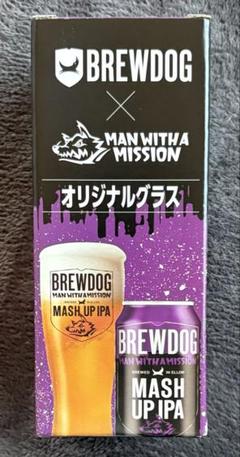 BREWDOG
×
MAN WITH A
MISSION
オリジナルグラス
BREWDOG
MAN WITH A MISSION
MASH UP IPA
BREWDOG
MAN WITH A MISSION
BREWED IN ELLON
MASH
UP IPA